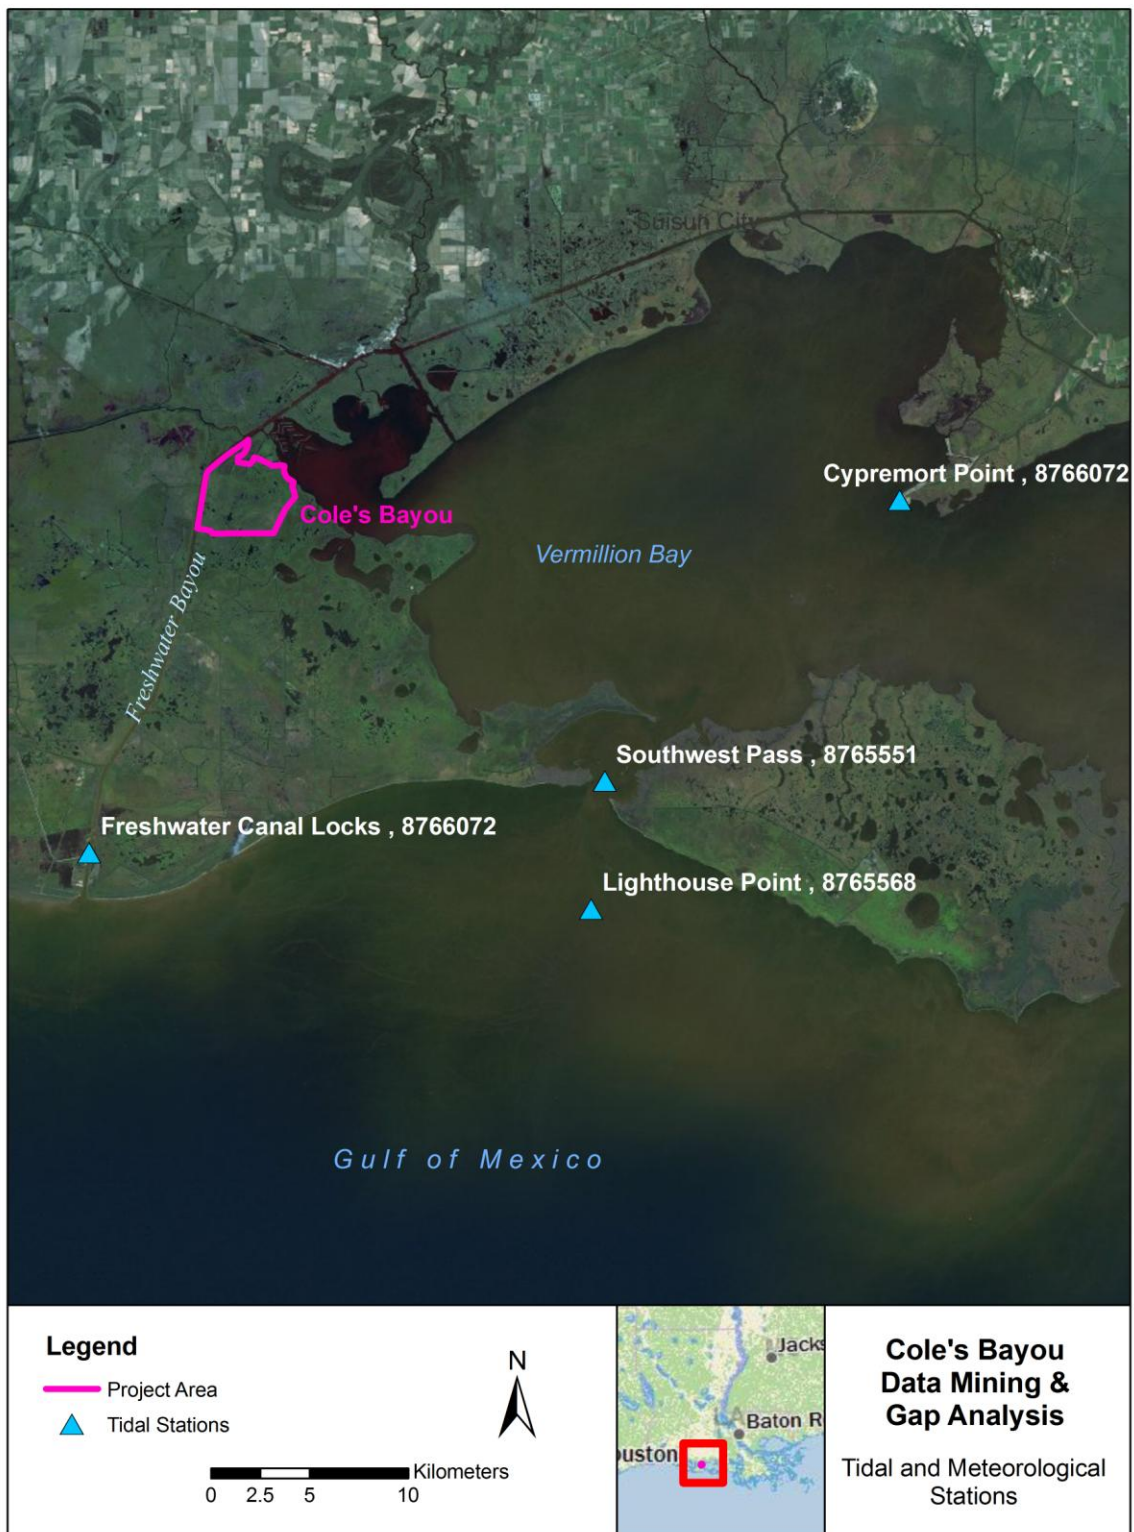 Suisun City
Cypremort Point , 8766072
Cole's Bayou
Vermillion Bay
Freshwater Bayou
Southwest Pass , 8765551
Freshwater Canal Locks , 8766072
Lighthouse Point , 8765568
Gulf of Mexico
Legend
Project Area
Tidal Stations
N
Kilometers
0 2.5 5 10
Jacks
Baton R
ouston
Cole's Bayou
Data Mining &
Gap Analysis
Tidal and Meteorological
Stations